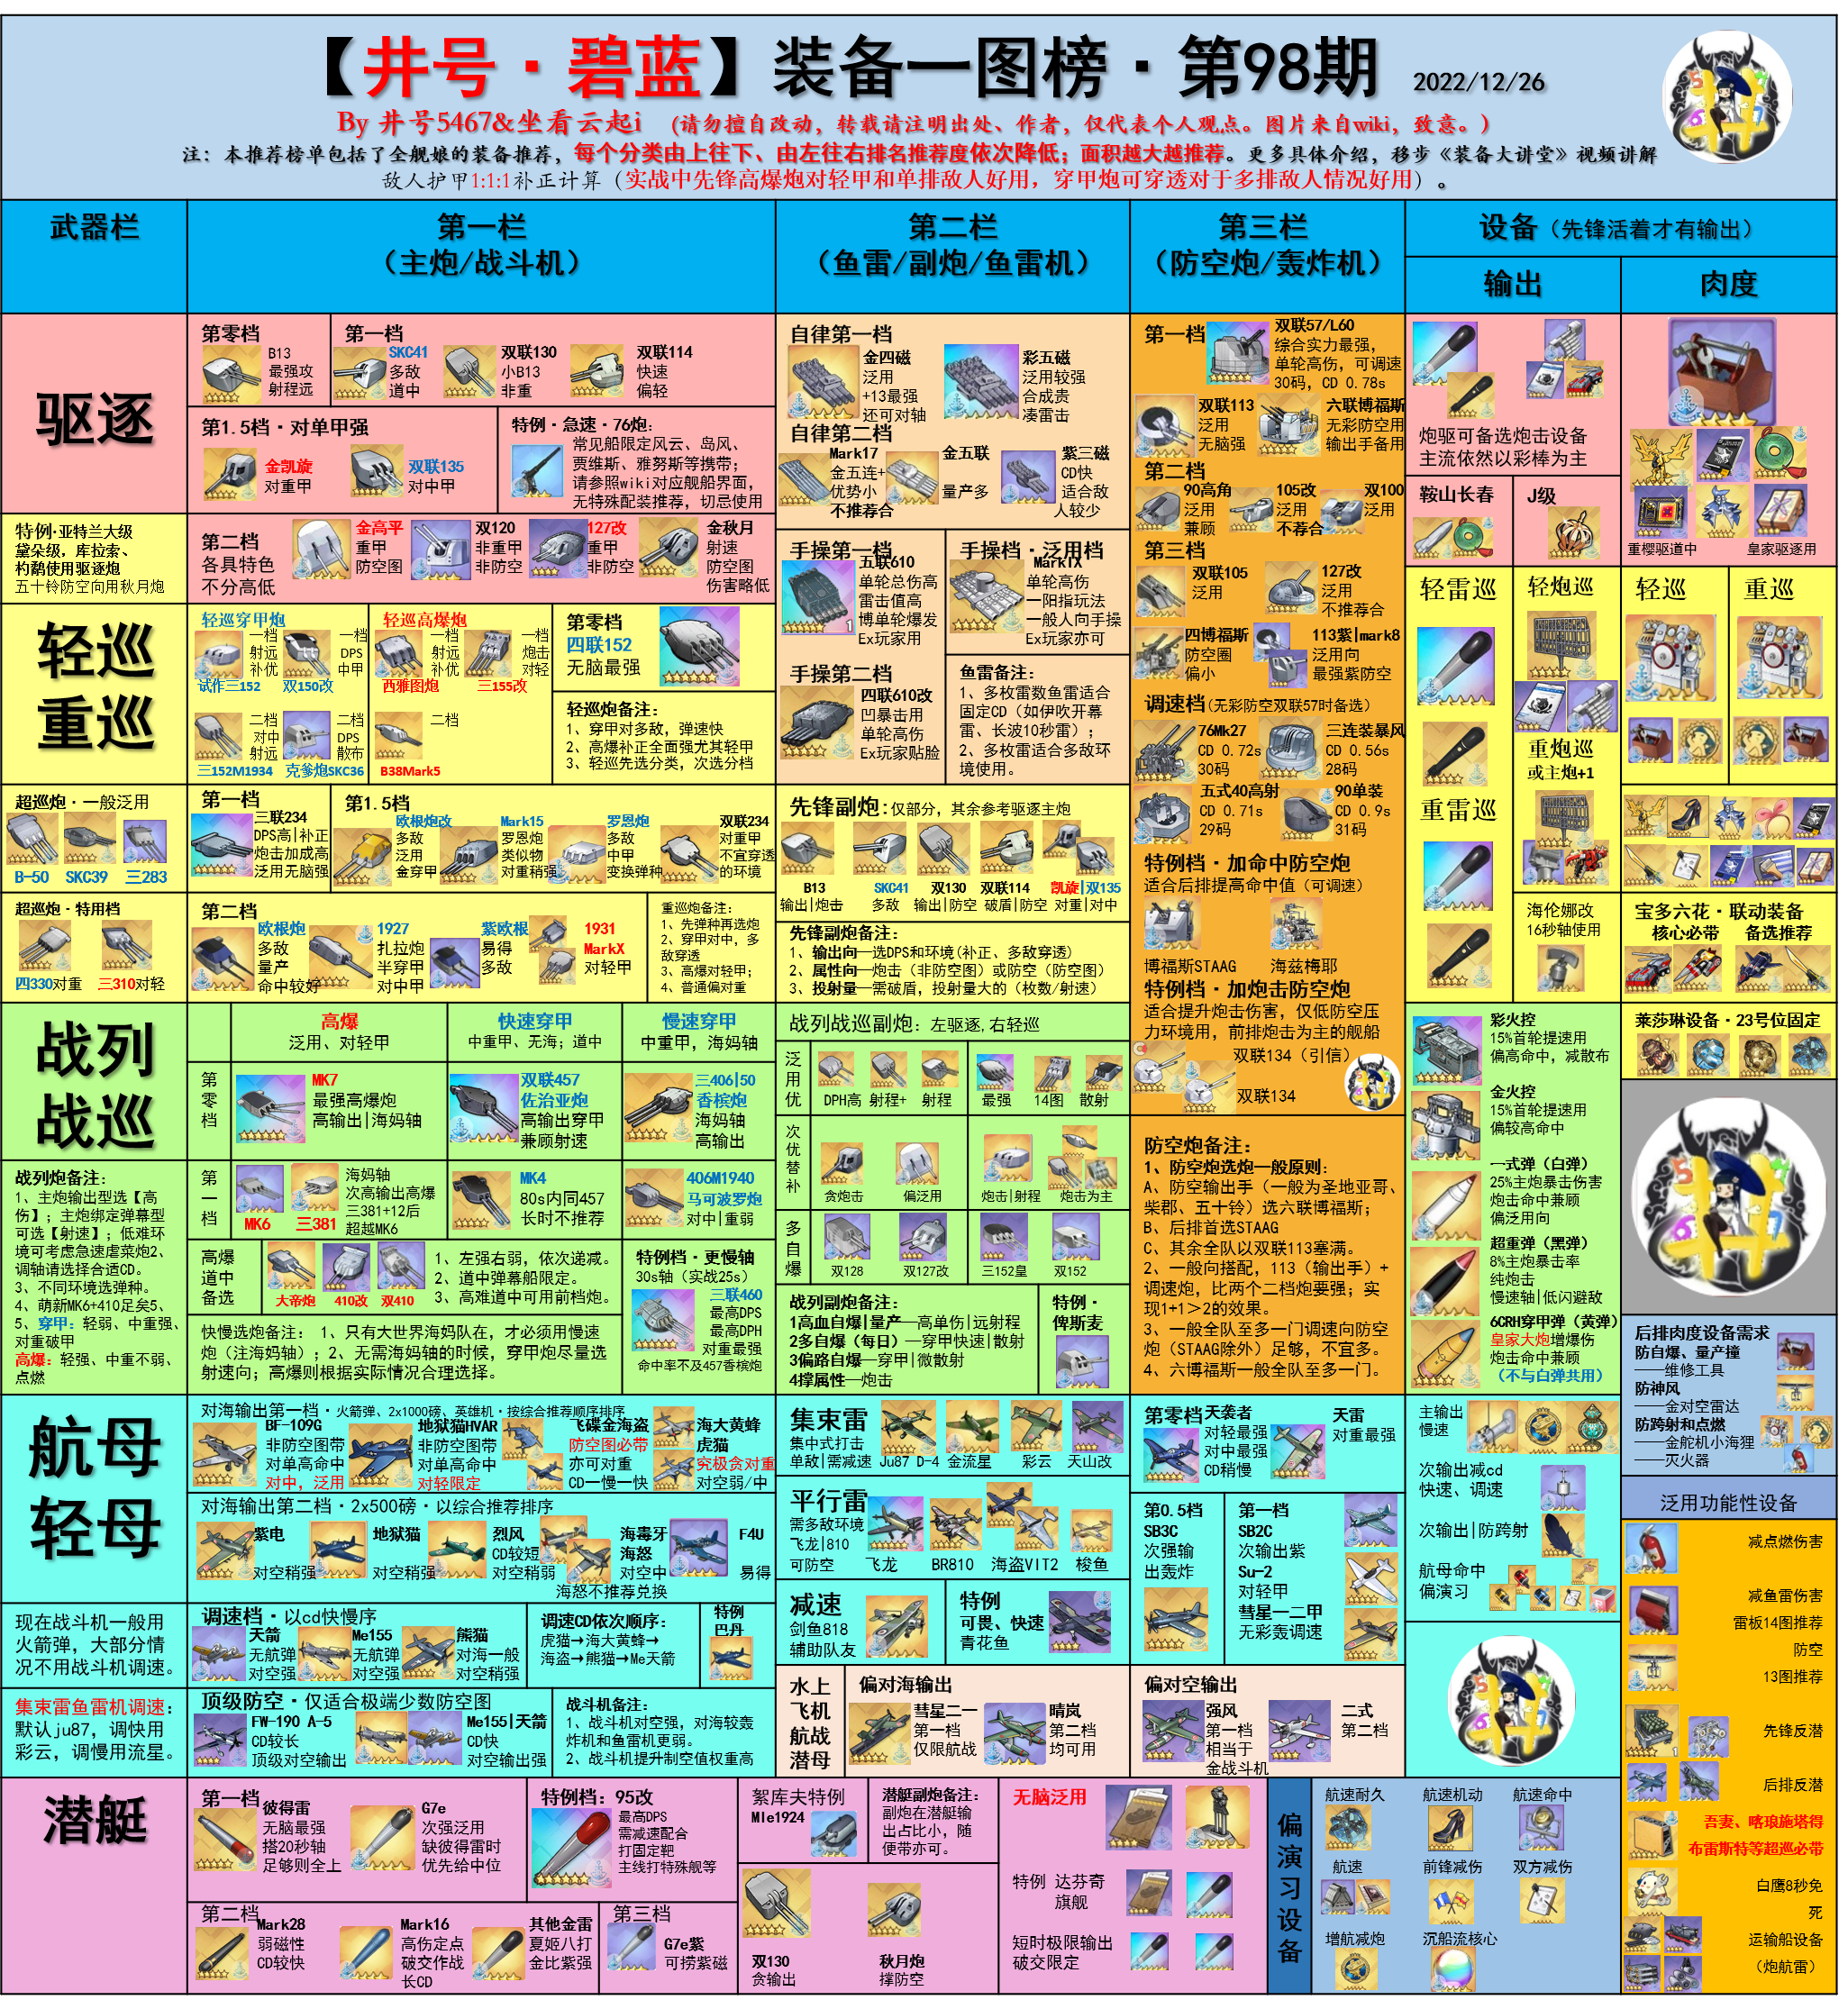 【井号·碧蓝】装备一图榜·第98期 2022/12/26
By 井号5467&坐看云起i （请勿擅自改动，转载请注明出处、作者，仅代表个人观点。图片来自wiki，致意。）
注：本推荐榜单包括了全舰娘的装备推荐，每个分类由上往下、由左往右排名推荐度依次降低；面积越大越推荐。更多具体介绍，移步《装备大讲堂》视频讲解
敌人护甲1:1:1补正计算（实战中先锋高爆炮对轻甲和单排敌人好用，穿甲炮可穿透对于多排敌人情况好用）。
武器栏
第一栏
（主炮/战斗机）
第二栏
（鱼雷/副炮/鱼雷机）
第三栏
（防空炮/轰炸机）
设备（先锋活着才有输出）
输出
肉度
驱逐
第零档
B13
最强攻
射程远
第一档
SKC41
多敌
道中
双联130
小B13
非重
双联114
快速
偏轻
第1.5档·对单甲强
金凯旋
对重甲
双联135
对中甲
特例·急速·76炮：
常见船限定风云、岛风、
贾维斯、雅努斯等携带；
请参照wiki对应舰船界面，
无特殊配装推荐，切忌使用
第二档
各具特色
不分高低
金高平
重甲
防空图
双120
非重甲
非防空
127改
重甲
非防空
金秋月
射速
防空图
伤害略低
特例·亚特兰大级
黛朵级，库拉索、
杓鹬使用驱逐炮
五十铃防空向用秋月炮
自律第一档
金四磁
泛用
+13最强
还可对轴
彩五磁
泛用较强
合成贵
凑雷击
自律第二档
Mark17
金五连+
优势小
不推荐合
金五联
量产多
紫三磁
CD快
适合敌
人较少
手操第一档
五联610
单轮总伤高
雷击值高
博单轮爆发
Ex玩家用
手操档·泛用档
MarkIX
单轮高伤
一阳指玩法
一般人向手操
Ex玩家亦可
手操第二档
四联610改
凹暴击用
单轮高伤
Ex玩家贴脸
鱼雷备注：
1、多枚雷数鱼雷适合
固定CD（如伊吹开幕
雷、长波10秒雷）；
2、多枚雷适合多敌环
境使用。
第一档
双联57/L60
综合实力最强，
单轮高伤，可调速
30码，CD 0.78s
双联113
泛用
无脑强
六联博福斯
无彩防空用
输出手备用
第二档
90高角
泛用
兼顾
105改
泛用
不荐合
双100
泛用
第三档
双联105
泛用
127改
泛用
不推荐合
四博福斯
防空圈
偏小
113紫|mark8
泛用向
最强紫防空
调速档(无彩防空双联57时备选)
76Mk27
CD 0.72s
30码
三连装暴风
CD 0.56s
28码
五式40高射
CD 0.71s
29码
90单装
CD 0.9s
31码
特例档·加命中防空炮
适合后排提高命中值（可调速）
博福斯STAAG
海兹梅耶
特例档·加炮击防空炮
适合提升炮击伤害，仅低防空压
力环境用，前排炮击为主的舰船
双联134（引信）
双联134
防空炮备注：
1、防空炮选炮一般原则：
A、防空输出手（一般为圣地亚哥、
柴郡、五十铃）选六联博福斯；
B、后排首选STAAG
C、其余全队以双联113塞满。
2、一般向搭配，113（输出手）+
调速炮，比两个二档炮要强；实
现1+1＞2的效果。
3、一般全队至多一门调速向防空
炮（STAAG除外）足够，不宜多。
4、六博福斯一般全队至多一门。
炮驱可备选炮击设备
主流依然以彩棒为主
鞍山长春
J级
重樱驱道中
皇家驱逐用
轻巡
重巡
轻巡穿甲炮
一档
射远
补优
试作三152
一档
DPS
中甲
双150改
二档
对中
射远
三152M1934
二档
DPS
散布
克爹炮SKC36
轻巡高爆炮
一档
射远
补优
西雅图炮
一档
炮击
对轻
三155改
二档
B38Mark5
第零档
四联152
无脑最强
轻巡炮备注：
1、穿甲对多敌，弹速快
2、高爆补正全面强尤其轻甲
3、轻巡先选分类，次选分档
轻雷巡
轻炮巡
重炮巡
或主炮+1
重雷巡
海伦娜改
16秒轴使用
轻巡
重巡
宝多六花·联动装备
核心必带
备选推荐
莱莎琳设备·23号位固定
超巡炮·一般泛用
B-50
SKC39
三283
第一档
三联234
DPS高|补正
炮击加成高
泛用无脑强
第1.5档
欧根炮改
多敌
泛用
金穿甲
Mark15
罗恩炮
类似物
对重稍强
罗恩炮
多敌
中甲
变换弹种
双联234
对重甲
不宜穿透
的环境
超巡炮·特用档
四330对重
三310对轻
第二档
欧根炮
多敌
量产
命中较好
1927
扎拉炮
半穿甲
对中甲
紫欧根
易得
多敌
1931
MarkX
对轻甲
重巡炮备注：
1、先弹种再选炮
2、穿甲对中，多
敌穿透
3、高爆对轻甲；
4、普通偏对重
先锋副炮：仅部分，其余参考驱逐主炮
B13
输出|炮击
SKC41
多敌
双130
输出|防空
双联114
破盾|防空
凯旋|双135
对重|对中
先锋副炮备注：
1、输出向—选DPS和环境（补正、多敌穿透）
2、属性向—炮击（非防空图）或防空（防空图）
3、投射量—需破盾，投射量大的（枚数/射速）
战列
战巡
高爆
泛用、对轻甲
快速穿甲
中重甲、无海；道中
慢速穿甲
中重甲，海妈轴
第零档
MK7
最强高爆炮
高输出|海妈轴
双联457
佐治亚炮
高输出穿甲
兼顾射速
三406|50
香槟炮
海妈轴
高输出
第一档
MK6
三381
海妈轴
次高输出高爆
三381+12后
超越MK6
MK4
80s内同457
长时不推荐
406M1940
马可波罗炮
对中|重弱
高爆
道中
备选
大帝炮
410改
双410
1、左强右弱，依次递减。
2、道中弹幕船限定。
3、高难道中可用前档炮。
特例档·更慢轴
30s轴（实战25s）
三联460
最高DPS
最高DPH
对重最强
命中率不及457香槟炮
快慢选炮备注： 1、只有大世界海妈队在，才必须用慢速
炮（注海妈轴）；2、无需海妈轴的时候，穿甲炮尽量选
射速向；高爆则根据实际情况合理选择。
战列炮备注：
1、主炮输出型选【高
伤】；主炮绑定弹幕型
可选【射速】；低难环
境可考虑急速虐菜炮2、
调轴请选择合适CD。
3、不同环境选弹种。
4、萌新MK6+410足矣5、
5、穿甲：轻弱、中重强、
对重破甲
高爆：轻强、中重不弱、
点燃
战列战巡副炮：左驱逐,右轻巡
泛用优
DPH高
射程+
射程
最强
14图
散射
次优替补
贪炮击
偏泛用
炮击|射程
炮击为主
多自爆
双128
双127改
三152皇
双152
战列副炮备注：
1高血自爆|量产—高单伤|远射程
2多自爆（每日）—穿甲快速|散射
3偏路自爆—穿甲|微散射
4撑属性—炮击
特例·
俾斯麦
彩火控
15%首轮提速用
偏高命中，减散布
金火控
15%首轮提速用
偏较高命中
一式弹（白弹）
25%主炮暴击伤害
炮击命中兼顾
偏泛用向
超重弹（黑弹）
8%主炮暴击率
纯炮击
慢速轴|低闪避敌
6CRH穿甲弹（黄弹）
皇家大炮增爆伤
炮击命中兼顾
（不与白弹共用）
后排肉度设备需求
防自爆、量产撞
——维修工具
防神风
——金对空雷达
防跨射和点燃
——金舵机小海狸
——灭火器
泛用功能性设备
减点燃伤害
减鱼雷伤害
雷板14图推荐
防空
13图推荐
先锋反潜
后排反潜
吾妻、喀琅施塔得
布雷斯特等超巡必带
白鹰8秒免
死
运输船设备
（炮航雷）
航母
轻母
对海输出第一档·火箭弹、2x1000磅、英雄机·按综合推荐顺序排序
BF-109G
非防空图带
对单高命中
对中，泛用
地狱猫HVAR
非防空图带
对单高命中
对轻限定
飞碟金海盗
防空图必带
亦可对重
CD一慢一快
海大黄蜂
虎猫
究极贪对重
对空弱/中
对海输出第二档·2x500磅·以综合推荐排序
紫电
对空稍强
地狱猫
对空稍强
烈风
CD较短
对空稍弱
海毒牙
海怒
对空中
海怒不推荐兑换
F4U
易得
现在战斗机一般用
火箭弹，大部分情
况不用战斗机调速。
调速档·以cd快慢序
天箭
无航弹
对空强
Me155
无航弹
对空强
熊猫
对海一般
对空稍强
调速CD依次顺序：
虎猫→海大黄蜂→
海盗→熊猫→Me天箭
特例
巴丹
集束雷鱼雷机调速：
默认ju87，调快用
彩云，调慢用流星。
顶级防空·仅适合极端少数防空图
FW-190 A-5
CD较长
顶级对空输出
Me155|天箭
CD快
对空输出强
战斗机备注：
1、战斗机对空强，对海较轰
炸机和鱼雷机更弱。
2、战斗机提升制空值权重高
集束雷
集中式打击
单敌|需减速
Ju87 D-4
金流星
彩云
天山改
平行雷
需多敌环境
飞龙|810
可防空
飞龙
BR810
海盗VIT2
梭鱼
减速
剑鱼818
辅助队友
特例
可畏、快速
青花鱼
水上
飞机
航战
潜母
偏对海输出
彗星二一
第一档
仅限航战
晴岚
第二档
均可用
第零档
天袭者
对轻最强
对中最强
CD稍慢
天雷
对重最强
第0.5档
SB3C
次强输
出轰炸
第一档
SB2C
次输出紫
Su-2
对轻甲
彗星一二甲
无彩轰调速
偏对空输出
强风
第一档
相当于
金战斗机
二式
第二档
主输出
慢速
次输出减cd
快速、调速
次输出|防跨射
航母命中
偏演习
潜艇
第一档
彼得雷
无脑最强
搭20秒轴
足够则全上
G7e
次强泛用
缺彼得雷时
优先给中位
特例档：95改
最高DPS
需减速配合
打固定靶
主线打特殊舰等
第二档
Mark28
弱磁性
CD较快
Mark16
高伤定点
破交作战
长CD
其他金雷
夏姬八打
金比紫强
第三档
G7e紫
可捞紫磁
絮库夫特例
Mle1924
潜艇副炮备注：
副炮在潜艇输
出占比小，随
便带亦可。
双130
贪输出
秋月炮
撑防空
无脑泛用
特例 达芬奇
旗舰
短时极限输出
破交限定
偏演习设备
航速耐久
航速机动
航速命中
航速
前锋减伤
双方减伤
增航减炮
沉船流核心